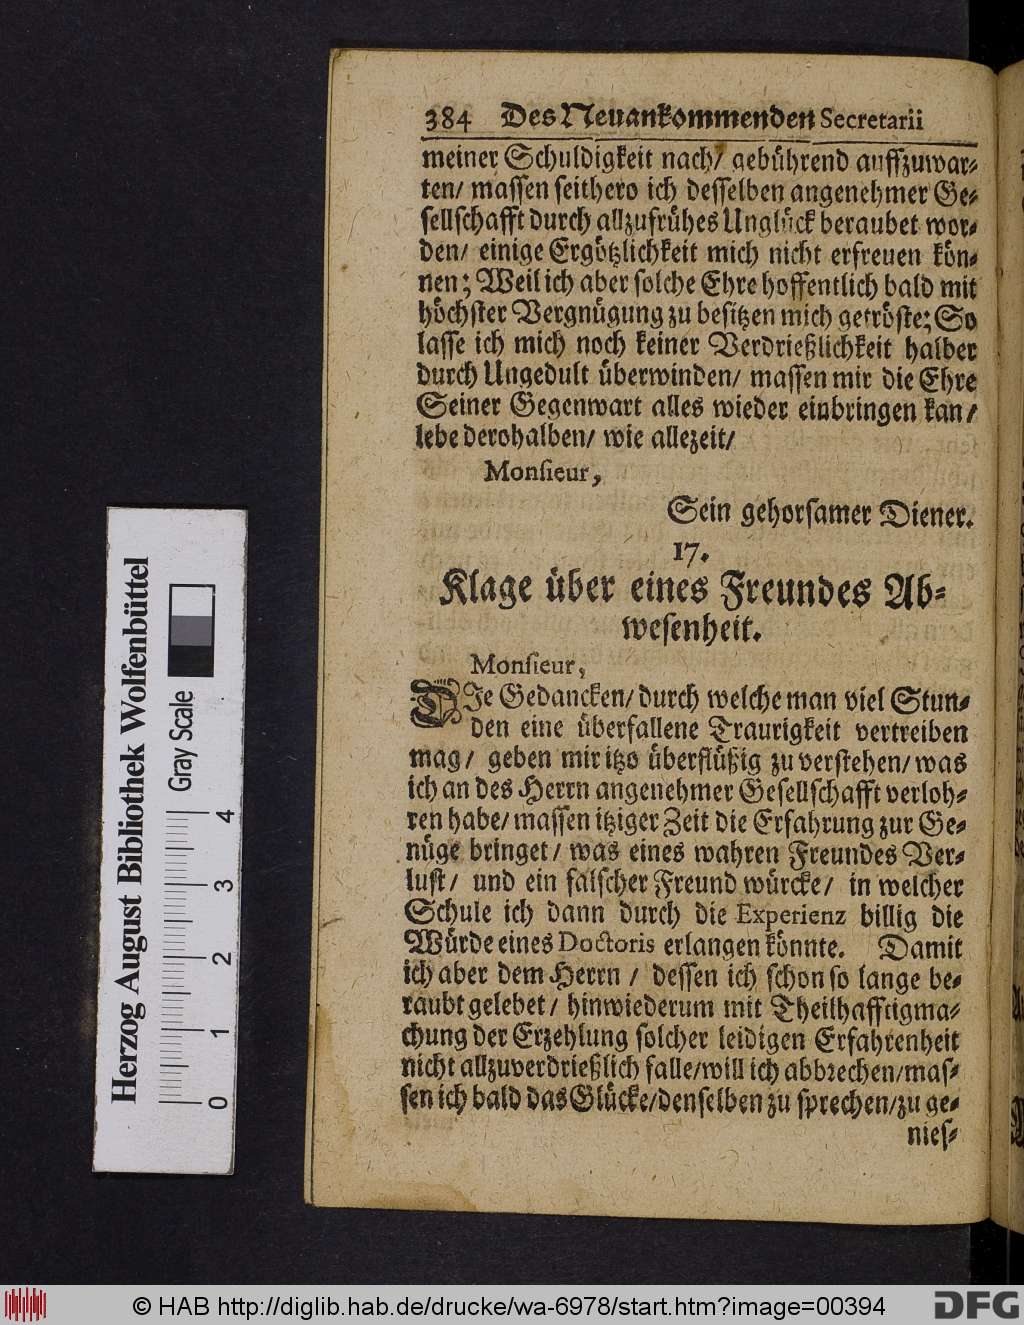 384 Des Neuankommenden Secretarii
meiner Schuldigkeit nach/ gebührend auffzuwar-
ten/ massen seithero ich desselben angenehmer Ge-
sellschafft durch allzufrühes Unglück beraubet wor-
den/ einige Ergötzlichkeit mich nicht erfreuen kön-
nen; Weil ich aber solche Ehre hoffentlich bald mit
höchster Vergnügung zu besitzen mich getröste; So
lasse ich mich noch keiner Verdrießlichkeit halber
durch Ungedult überwinden/ massen mir die Ehre
Seiner Gegenwart alles wieder einbringen kan/
lebe derohalben/ wie allezeit/
Monsieur,
Sein gehorsamer Diener.
17.
Klage über eines Freundes Ab-
wesenheit.
Monsieur,
DIe Gedancken/ durch welche man viel Stun-
den eine überfallene Traurigkeit vertreiben
mag/ geben mir itzo überflüßig zu verstehen/ was
ich an des Herrn angenehmer Gesellschafft verloh-
ren habe/ massen itziger Zeit die Erfahrung zur Ge-
nüge bringet/ was eines wahren Freundes Ver-
lust/ und ein falscher Freund würcke/ in welcher
Schule ich dann durch die Experienz billig die
Würde eines Doctoris erlangen könnte. Damit
ich aber dem Herrn / dessen ich schon so lange be-
raubt gelebet/ hinwiederum mit Theilhafftigma-
chung der Erzehlung solcher leidigen Erfahrenheit
nicht allzuverdrießlich falle/will ich abbrechen/mas-
sen ich bald das Glücke/denselben zu sprechen/zu ge-
nies-
Herzog August Bibliothek Wolfenbüttel
Gray Scale
0 1 2 3 4
© HAB http://diglib.hab.de/drucke/wa-6978/start.htm?image=00394
DFG